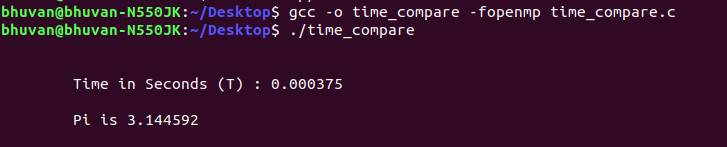 bhuvan@bhuvan-N550JK:~/Desktop$ gcc -o time_compare -fopenmp time_compare.c
bhuvan@bhuvan-N550JK:~/Desktop$ ./time_compare
Time in Seconds (T) : 0.000375
Pi is 3.144592